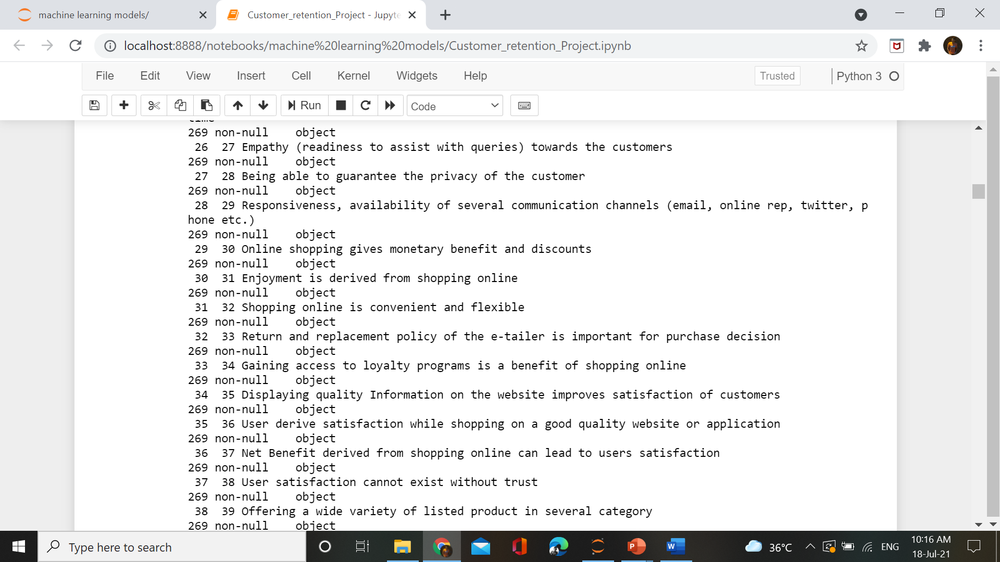 machine learning models/
Customer_retention_Project - Jupyte
localhost:8888/notebooks/machine%20learning%20models/Customer_retention_Project.ipynb
File Edit View Insert Cell Kernel Widgets Help Trusted Python 3
Run Code
time
269 non-null    object
26  27 Empathy (readiness to assist with queries) towards the customers
269 non-null    object
27  28 Being able to guarantee the privacy of the customer
269 non-null    object
28  29 Responsiveness, availability of several communication channels (email, online rep, twitter, p
hone etc.)
269 non-null    object
29  30 Online shopping gives monetary benefit and discounts
269 non-null    object
30  31 Enjoyment is derived from shopping online
269 non-null    object
31  32 Shopping online is convenient and flexible
269 non-null    object
32  33 Return and replacement policy of the e-tailer is important for purchase decision
269 non-null    object
33  34 Gaining access to loyalty programs is a benefit of shopping online
269 non-null    object
34  35 Displaying quality Information on the website improves satisfaction of customers
269 non-null    object
35  36 User derive satisfaction while shopping on a good quality website or application
269 non-null    object
36  37 Net Benefit derived from shopping online can lead to users satisfaction
269 non-null    object
37  38 User satisfaction cannot exist without trust
269 non-null    object
38  39 Offering a wide variety of listed product in several category
269 non-null    object
Type here to search
36°C ENG
10:16 AM
18-Jul-21